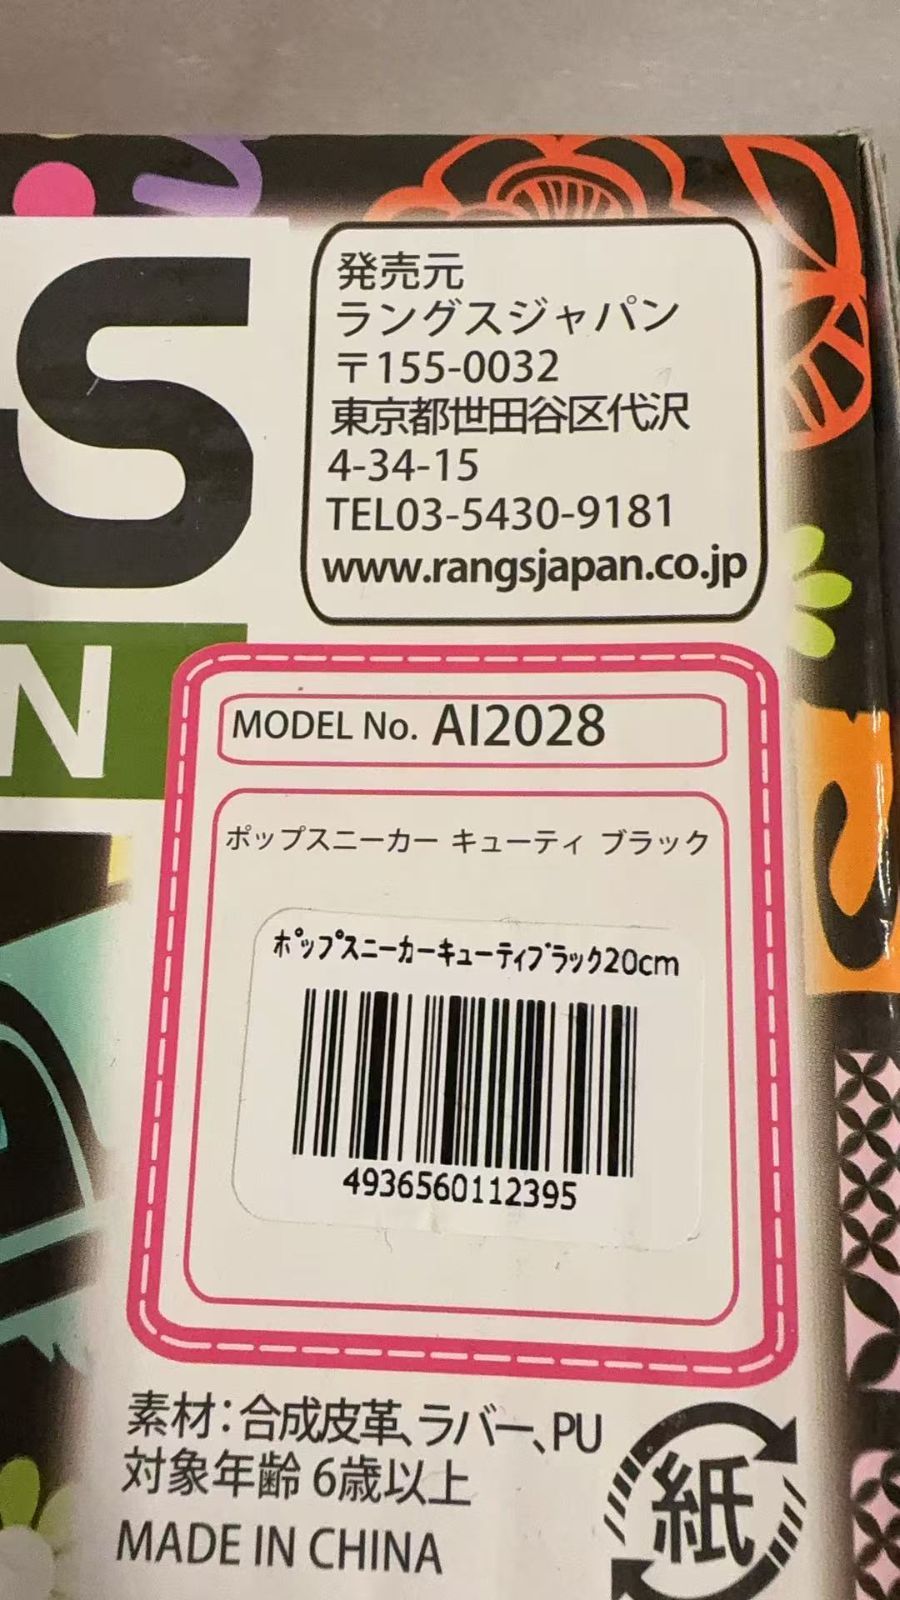 S
N
発売元
ラングスジャパン
〒155-0032
東京都世田谷区代沢
4-34-15
TEL03-5430-9181
www.rangsjapan.co.jp
MODEL No. AI2028
ポップスニーカー キューティ ブラック
ポップスニーカーキューティブラック20cm
4936560112395
素材：合成皮革、ラバー、PU
対象年齢 6歳以上
MADE IN CHINA
紙